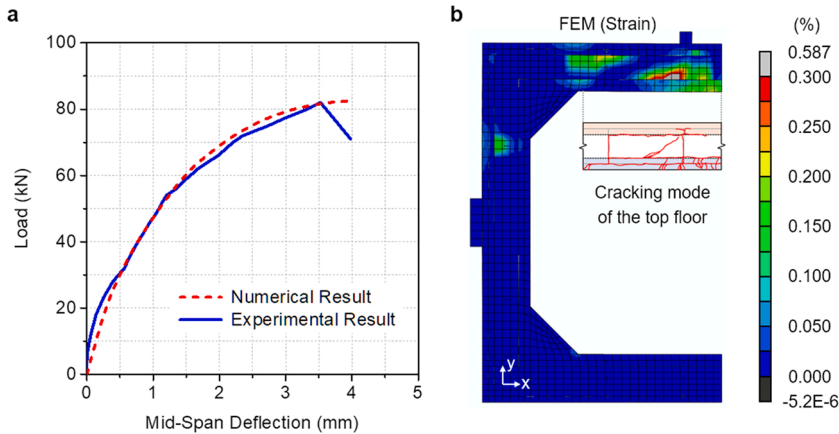 a
100
80
60
40
20
0
Load (kN)
0
1
2
3
4
5
Mid-Span Deflection (mm)
Numerical Result
Experimental Result
b
FEM (Strain)
(%)
0.587
0.300
0.250
0.200
0.150
0.100
0.050
0.000
-5.2E-6
Cracking mode
of the top floor
y
x